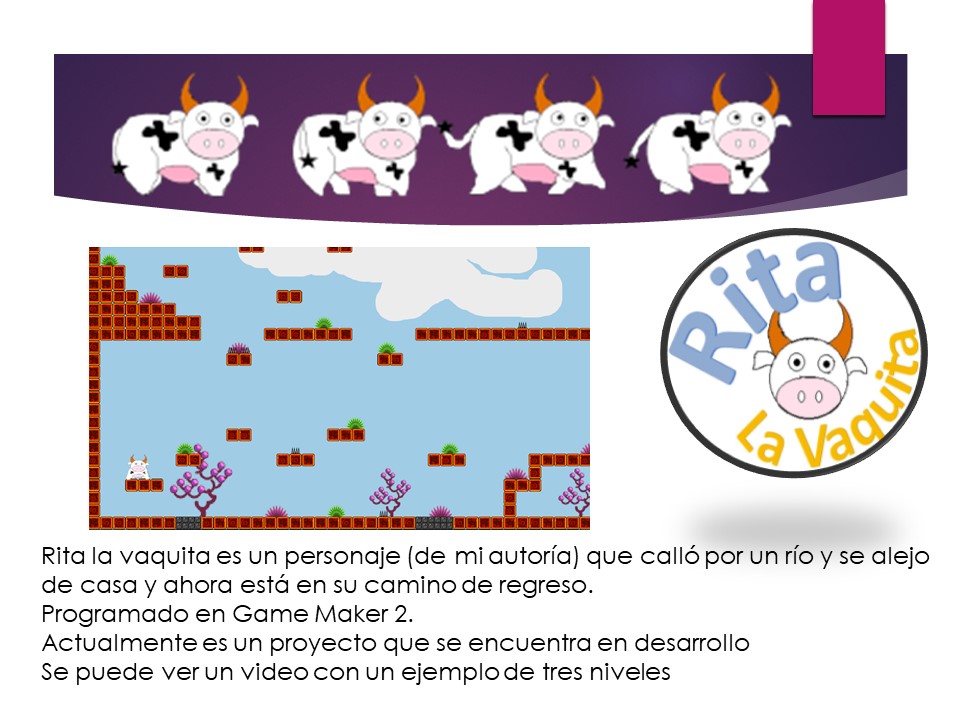 Rita
La Vaquita
Rita la vaquita es un personaje (de mi autoría) que calló por un río y se alejo
de casa y ahora está en su camino de regreso.
Programado en Game Maker 2.
Actualmente es un proyecto que se encuentra en desarrollo
Se puede ver un video con un ejemplo de tres niveles